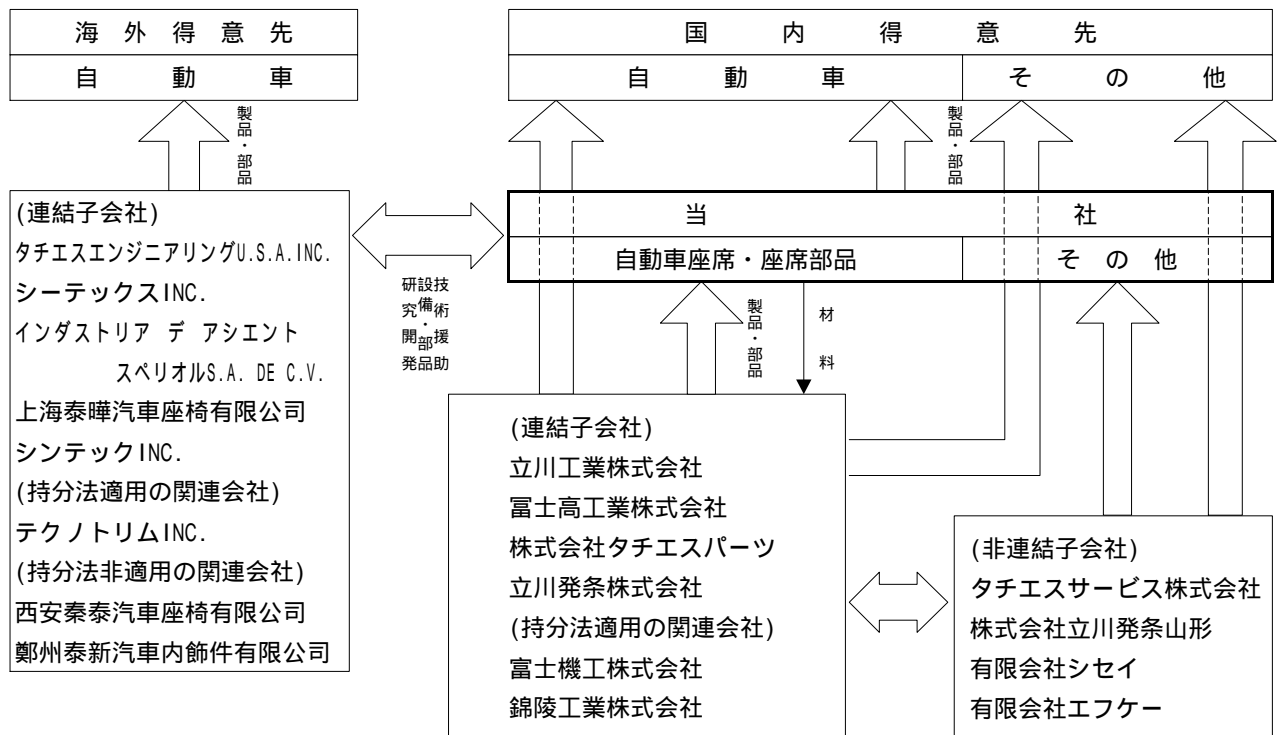 海外得意先
自動車
国内得意先
自動車
その他
製品・部品
製品・部品
(連結子会社)
タチエスエンジニアリングU.S.A.INC.
シーテックスINC.
インダストリア デ アシエント
スペリオルS.A. DE C.V.
上海泰曄汽車座椅有限公司
シンテックINC.
(持分法適用の関連会社)
テクノトリムINC.
(持分法非適用の関連会社)
西安秦泰汽車座椅有限公司
鄭州泰新汽車内飾件有限公司
技術援助
設備・部品
研究開発
当社
自動車座席・座席部品
その他
製品・部品
材料
(連結子会社)
立川工業株式会社
冨士高工業株式会社
株式会社タチエスパーツ
立川発条株式会社
(持分法適用の関連会社)
富士機工株式会社
錦陵工業株式会社
(非連結子会社)
タチエスサービス株式会社
株式会社立川発条山形
有限会社シセイ
有限会社エフケー